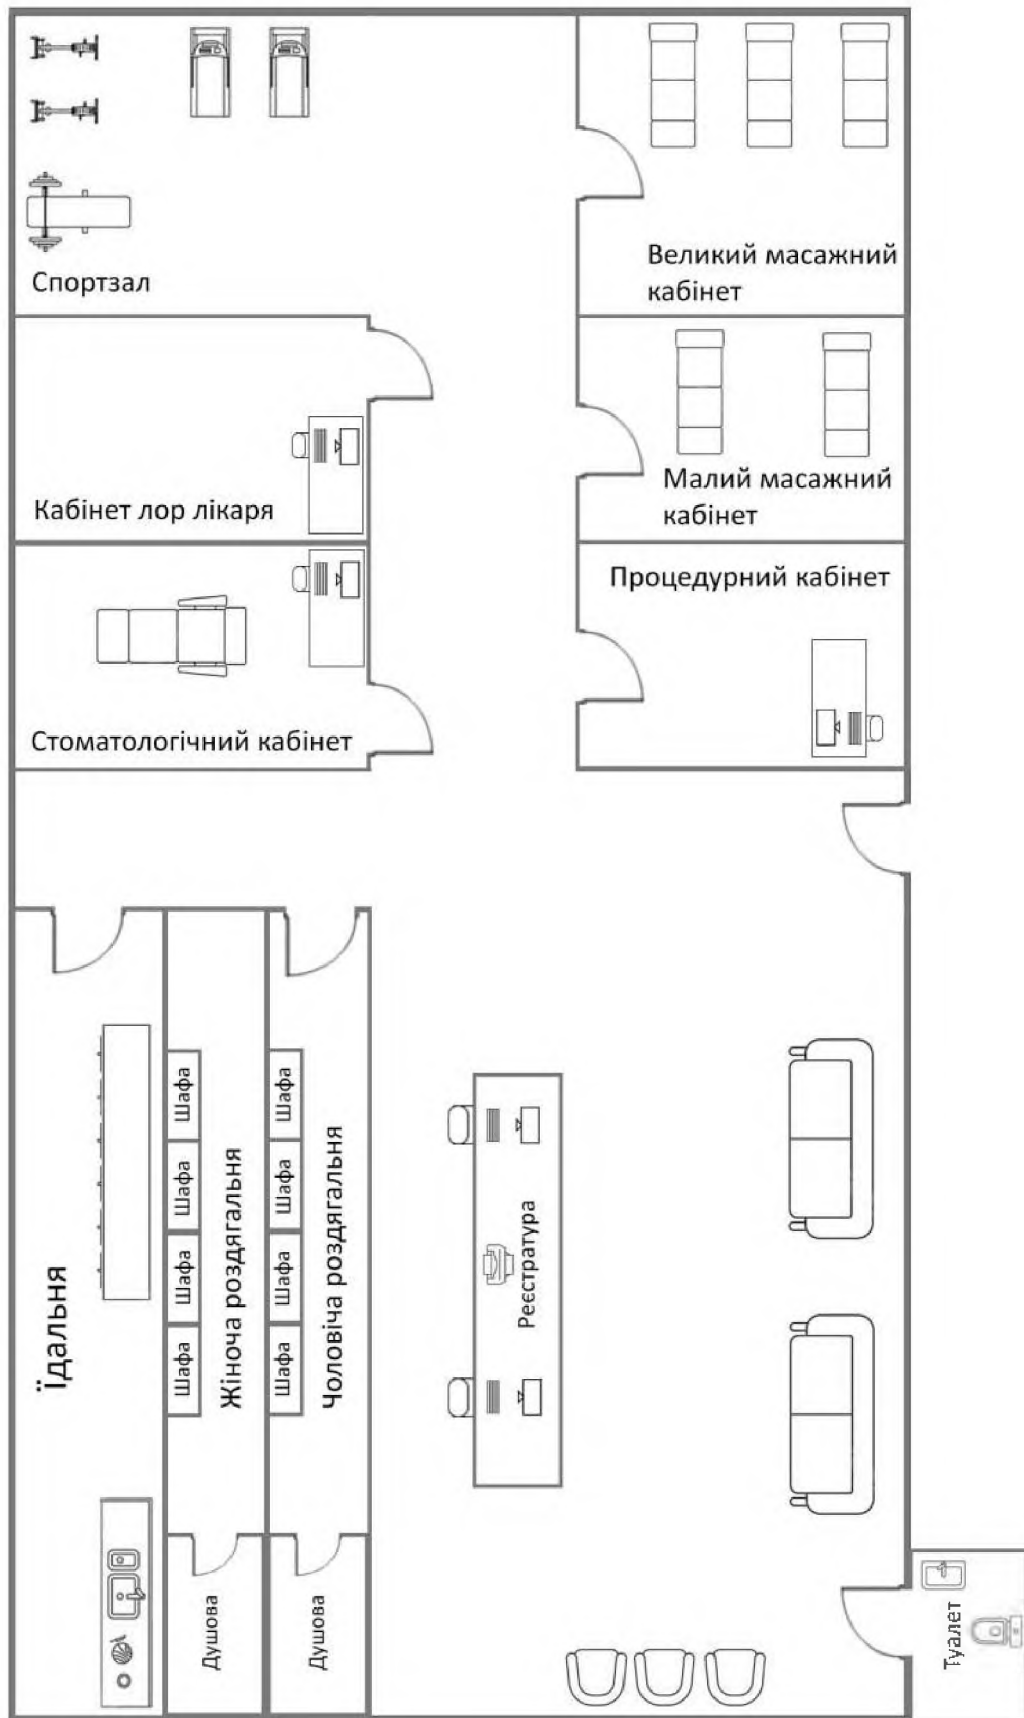 Спортзал
Великий масажний
кабінет
Кабінет лор лікаря
Малий масажний
кабінет
Стоматологічний кабінет
Процедурний кабінет
Їдальня
Шафа
Шафа
Шафа
Шафа
Жіноча роздягальня
Душова
Шафа
Шафа
Шафа
Шафа
Чоловіча роздягальня
Душова
Реєстратура
Туалет